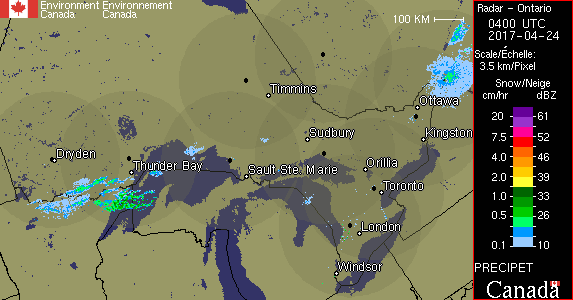 Environment Environnement
Canada Canada
100 KM
Timmins
Ottawa
Sudbury
Kingston
Dryden
Thunder Bay
Sault Ste. Marie
Orillia
Toronto
London
Windsor
Radar - Ontario
0400 UTC
2017-04-24
Scale/Échelle:
3.5 km/Pixel
Snow/Neige
cm/hr dBZ
20 61
9.2 57
7.5 52
4.0 46
2.0 39
1.0 33
0.5 26
0.1 10
PRECIPET
Canada